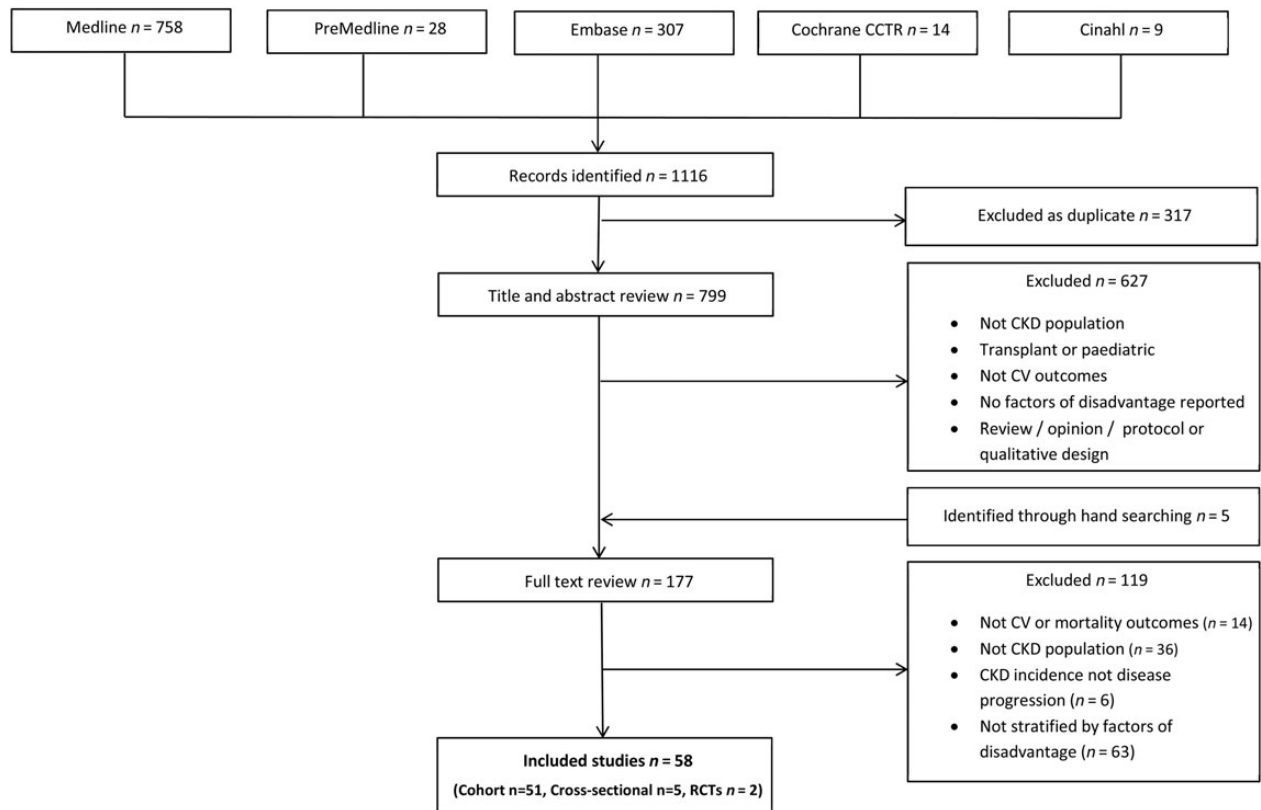 Medline n = 758
PreMedline n = 28
Embase n = 307
Cochrane CCTR n = 14
Cinahl n = 9
Records identified n = 1116
Excluded as duplicate n = 317
Title and abstract review n = 799
Excluded n = 627
• Not CKD population
• Transplant or paediatric
• Not CV outcomes
• No factors of disadvantage reported
• Review / opinion / protocol or
qualitative design
Identified through hand searching n = 5
Full text review n = 177
Excluded n = 119
• Not CV or mortality outcomes (n = 14)
• Not CKD population (n = 36)
• CKD incidence not disease
progression (n = 6)
• Not stratified by factors of
disadvantage (n = 63)
Included studies n = 58
(Cohort n=51, Cross-sectional n=5, RCTs n = 2)